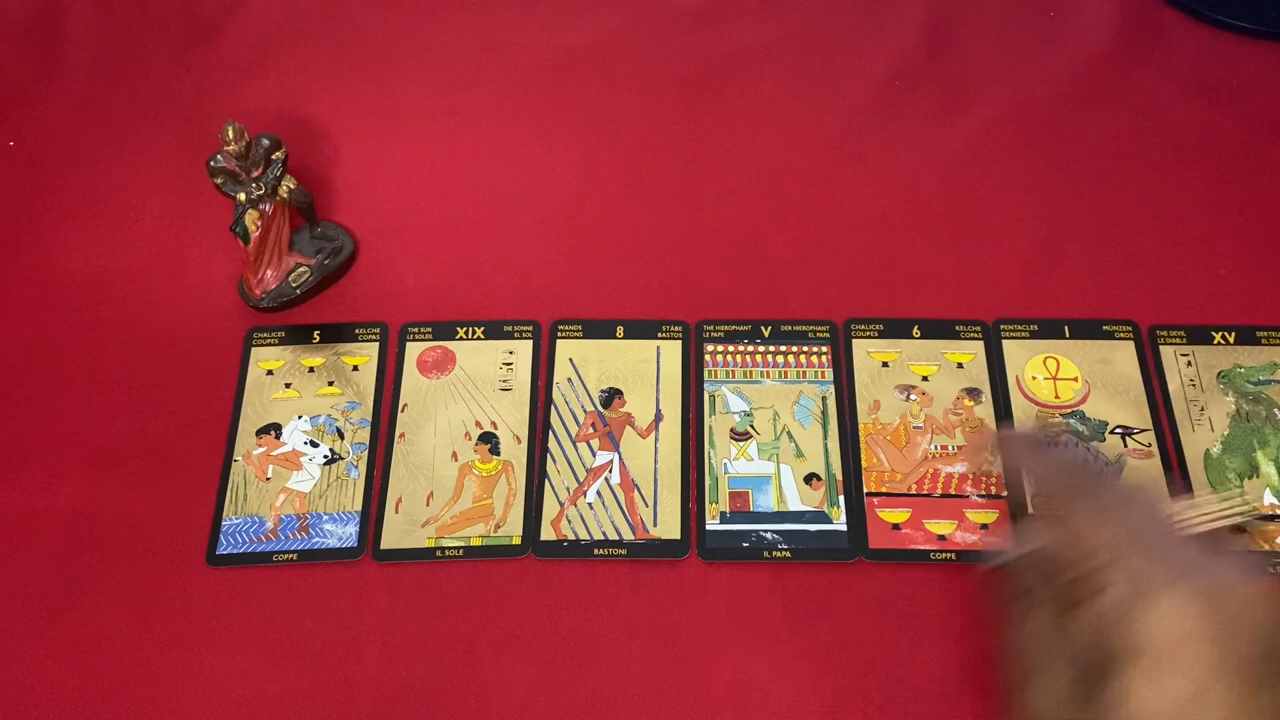 CHALICES 5 KELCHE
COUPES COPAS
COPPE
THE SUN XIX DIE SONNE
LE SOLEIL EL SOL
IL SOLE
WANDS 8 STÄBE
BATONS BASTOS
BASTONI
THE HIEROPHANT V DER HIEROPHANT
LE PAPE EL PAPA
IL PAPA
CHALICES 6 KELCHE
COUPES COPAS
COPPE
PENTACLES I MÜNZEN
DENIERS OROS
THE DEVIL XV
LE DIABLE